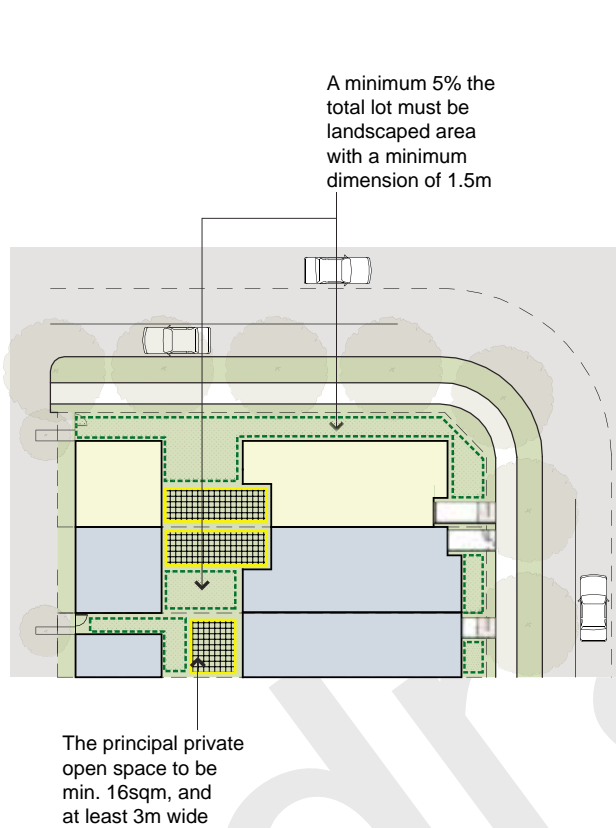 A minimum 5% the
total lot must be
landscaped area
with a minimum
dimension of 1.5m
The principal private
open space to be
min. 16sqm, and
at least 3m wide